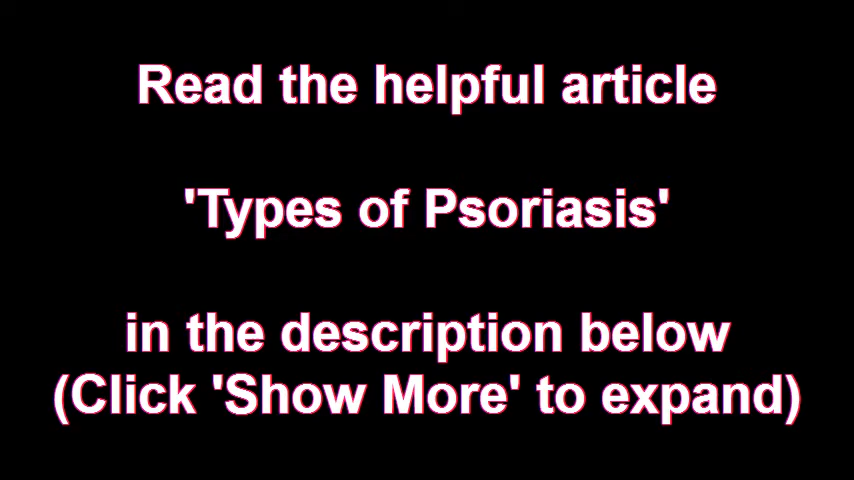 Read the helpful article
'Types of Psoriasis'
in the description below
(Click 'Show More' to expand)